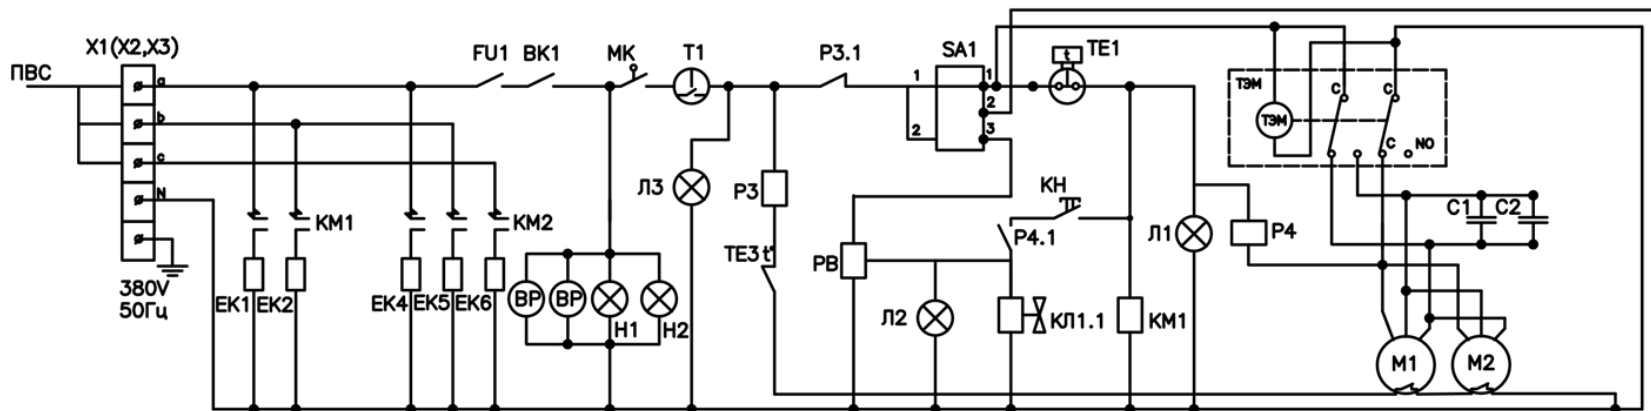 X1(X2,X3)
ПВС
a
b
c
N
380V
50Гц
EK1
EK2
KM1
EK4
EK5
EK6
KM2
FU1
BK1
MK
T1
P3.1
SA1
TE1
BP
BP
H1
H2
Л3
P3
TE3
t°
1
2
1
2
3
t
PB
Л2
P4.1
KH
КЛ1.1
KM1
Л1
P4
ТЭМ
ТЭМ
C
C
C
NO
C1
C2
M1
M2